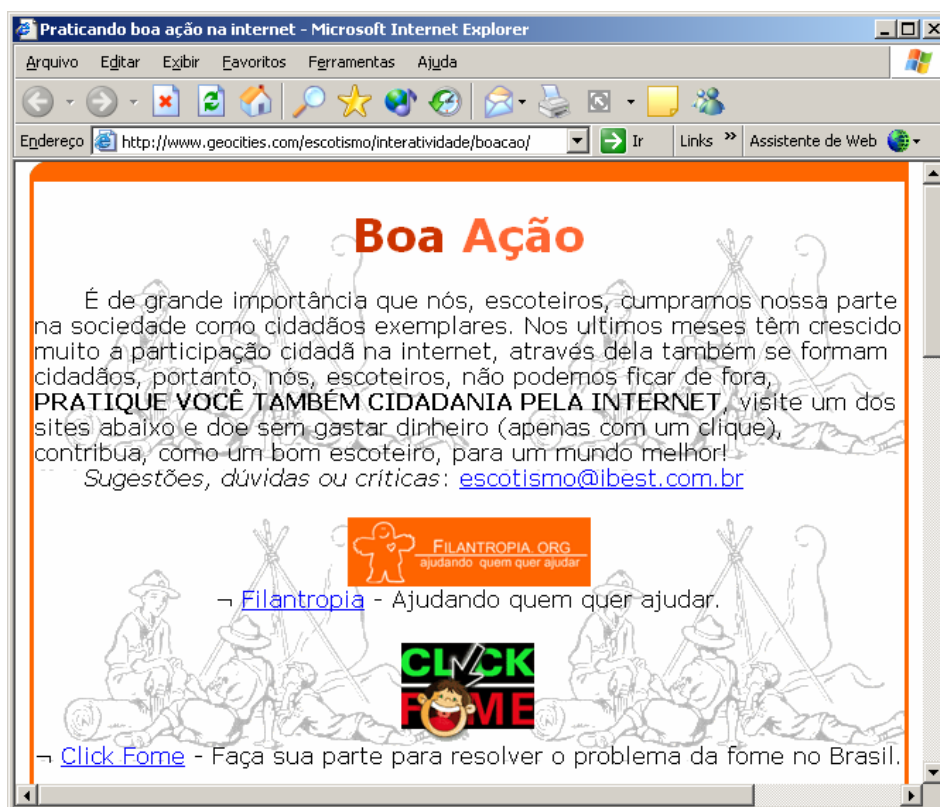 Praticando boa ação na internet - Microsoft Internet Explorer
Arquivo Editar Exibir Favoritos Ferramentas Ajuda
Endereço http://www.geocities.com/escotismo/interatividade/boacao/ Ir Links » Assistente de Web
Boa Ação
É de grande importância que nós, escoteiros, cumpramos nossa parte
na sociedade como cidadãos exemplares. Nos ultimos meses têm crescido
muito a participação cidadã na internet, através dela também se formam
cidadãos, portanto, nós, escoteiros, não podemos ficar de fora,
PRATIQUE VOCÊ TAMBÉM CIDADANIA PELA INTERNET, visite um dos
sites abaixo e doe sem gastar dinheiro (apenas com um clique),
contribua, como um bom escoteiro, para um mundo melhor!
Sugestões, dúvidas ou críticas: escotismo@ibest.com.br
FILANTROPIA.ORG
ajudando quem quer ajudar
¬ Filantropia - Ajudando quem quer ajudar.
CLICK
FOME
¬ Click Fome - Faça sua parte para resolver o problema da fome no Brasil.